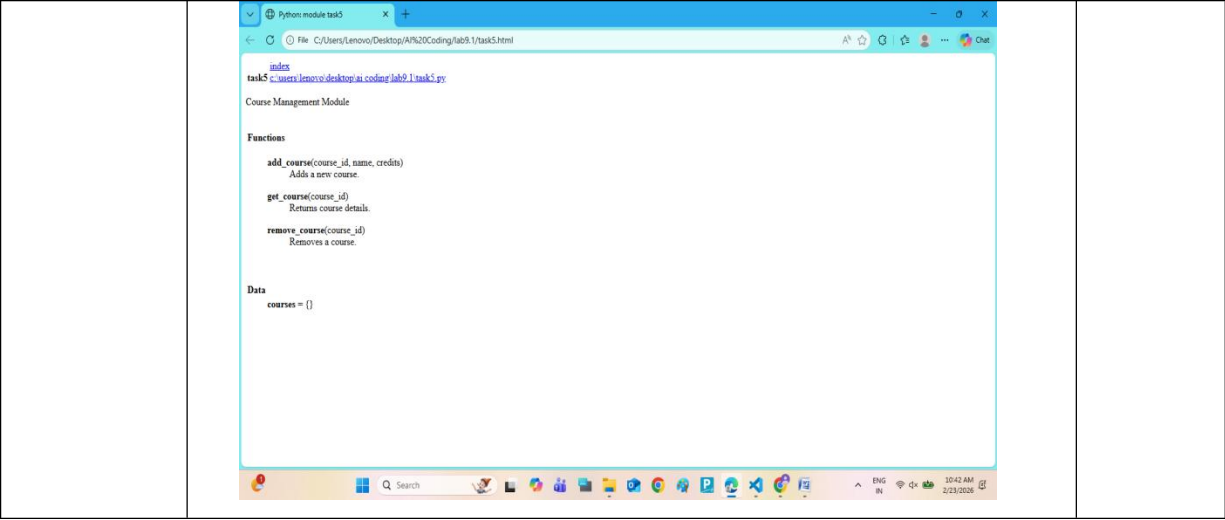 Python: module task5
File C:/Users/Lenovo/Desktop/AI%20Coding/lab9.1/task5.html
Chat
index
task5 c:\users\lenovo\desktop\ai coding\lab9.1\task5.py
Course Management Module
Functions
add_course(course_id, name, credits)
Adds a new course.
get_course(course_id)
Returns course details.
remove_course(course_id)
Removes a course.
Data
courses = {}
Search
ENG
IN
10:42 AM
2/23/2026